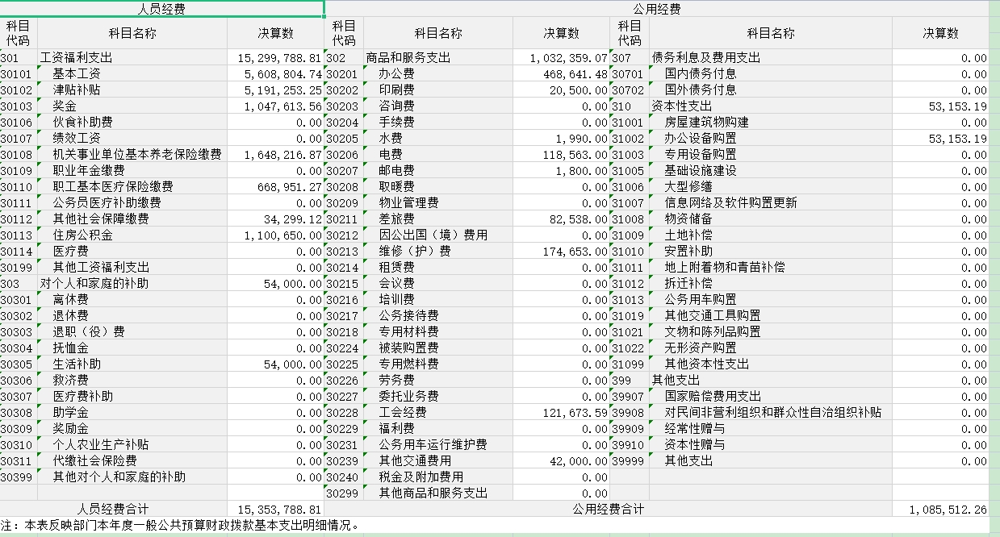 人员经费 公用经费
科目代码 科目名称 决算数 科目代码 科目名称 决算数 科目代码 科目名称 决算数
301 工资福利支出 15,299,788.81 302 商品和服务支出 1,032,359.07 307 债务利息及费用支出 0.00
30101 基本工资 5,608,804.74 30201 办公费 468,641.48 30701 国内债务付息 0.00
30102 津贴补贴 5,191,253.25 30202 印刷费 20,500.00 30702 国外债务付息 0.00
30103 奖金 1,047,613.56 30203 咨询费 0.00 310 资本性支出 53,153.19
30106 伙食补助费 0.00 30204 手续费 0.00 31001 房屋建筑物购建 0.00
30107 绩效工资 0.00 30205 水费 1,990.00 31002 办公设备购置 53,153.19
30108 机关事业单位基本养老保险缴费 1,648,216.87 30206 电费 118,563.00 31003 专用设备购置 0.00
30109 职业年金缴费 0.00 30207 邮电费 1,800.00 31005 基础设施建设 0.00
30110 职工基本医疗保险缴费 668,951.27 30208 取暖费 0.00 31006 大型修缮 0.00
30111 公务员医疗补助缴费 0.00 30209 物业管理费 0.00 31007 信息网络及软件购置更新 0.00
30112 其他社会保障缴费 34,299.12 30211 差旅费 82,538.00 31008 物资储备 0.00
30113 住房公积金 1,100,650.00 30212 因公出国（境）费用 0.00 31009 土地补偿 0.00
30114 医疗费 0.00 30213 维修（护）费 174,653.00 31010 安置补助 0.00
30199 其他工资福利支出 0.00 30214 租赁费 0.00 31011 地上附着物和青苗补偿 0.00
303 对个人和家庭的补助 54,000.00 30215 会议费 0.00 31012 拆迁补偿 0.00
30301 离休费 0.00 30216 培训费 0.00 31013 公务用车购置 0.00
30302 退休费 0.00 30217 公务接待费 0.00 31019 其他交通工具购置 0.00
30303 退职（役）费 0.00 30218 专用材料费 0.00 31021 文物和陈列品购置 0.00
30304 抚恤金 0.00 30224 被装购置费 0.00 31022 无形资产购置 0.00
30305 生活补助 54,000.00 30225 专用燃料费 0.00 31099 其他资本性支出 0.00
30306 救济费 0.00 30226 劳务费 0.00 399 其他支出 0.00
30307 医疗费补助 0.00 30227 委托业务费 0.00 39907 国家赔偿费用支出 0.00
30308 助学金 0.00 30228 工会经费 121,673.59 39908 对民间非营利组织和群众性自治组织补贴 0.00
30309 奖励金 0.00 30229 福利费 0.00 39909 经常性赠与 0.00
30310 个人农业生产补贴 0.00 30231 公务用车运行维护费 0.00 39910 资本性赠与 0.00
30311 代缴社会保险费 0.00 30239 其他交通费用 42,000.00 39999 其他支出 0.00
30399 其他对个人和家庭的补助 0.00 30240 税金及附加费用 0.00
30299 其他商品和服务支出 0.00
人员经费合计 15,353,788.81 公用经费合计 1,085,512.26
注：本表反映部门本年度一般公共预算财政拨款基本支出明细情况。